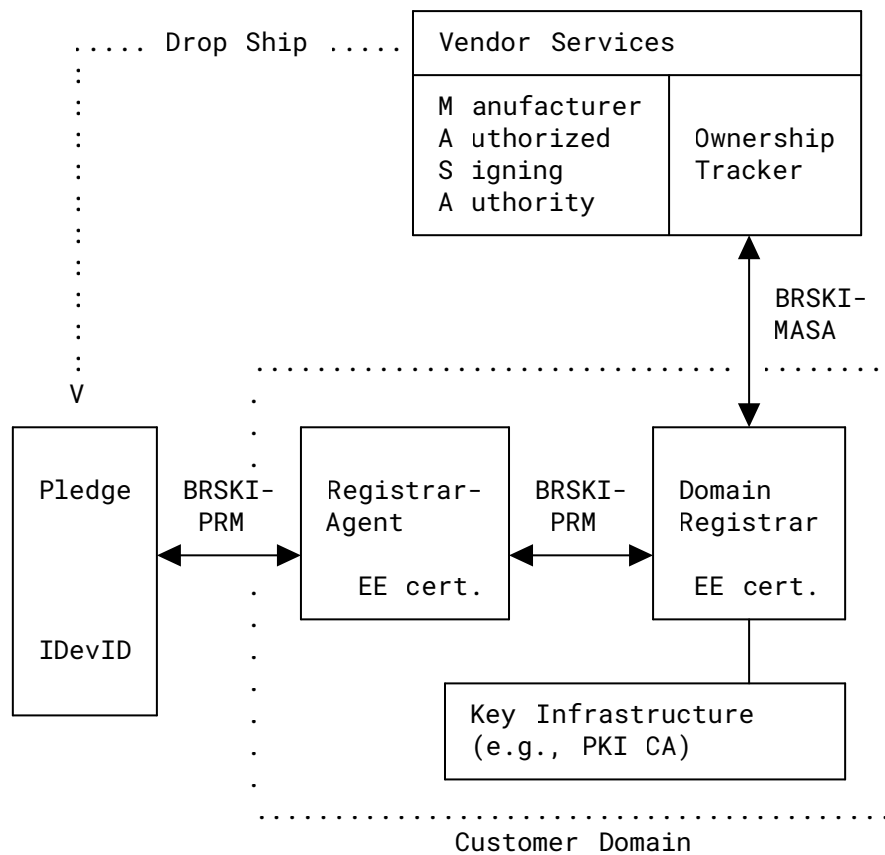 Drop Ship
Vendor Services
M anufacturer
A uthorized
S igning
A uthority
Ownership
Tracker
BRSKI-
MASA
V
Pledge
IDevID
BRSKI-
PRM
Registrar-
Agent
EE cert.
BRSKI-
PRM
Domain
Registrar
EE cert.
Key Infrastructure
(e.g., PKI CA)
Customer Domain